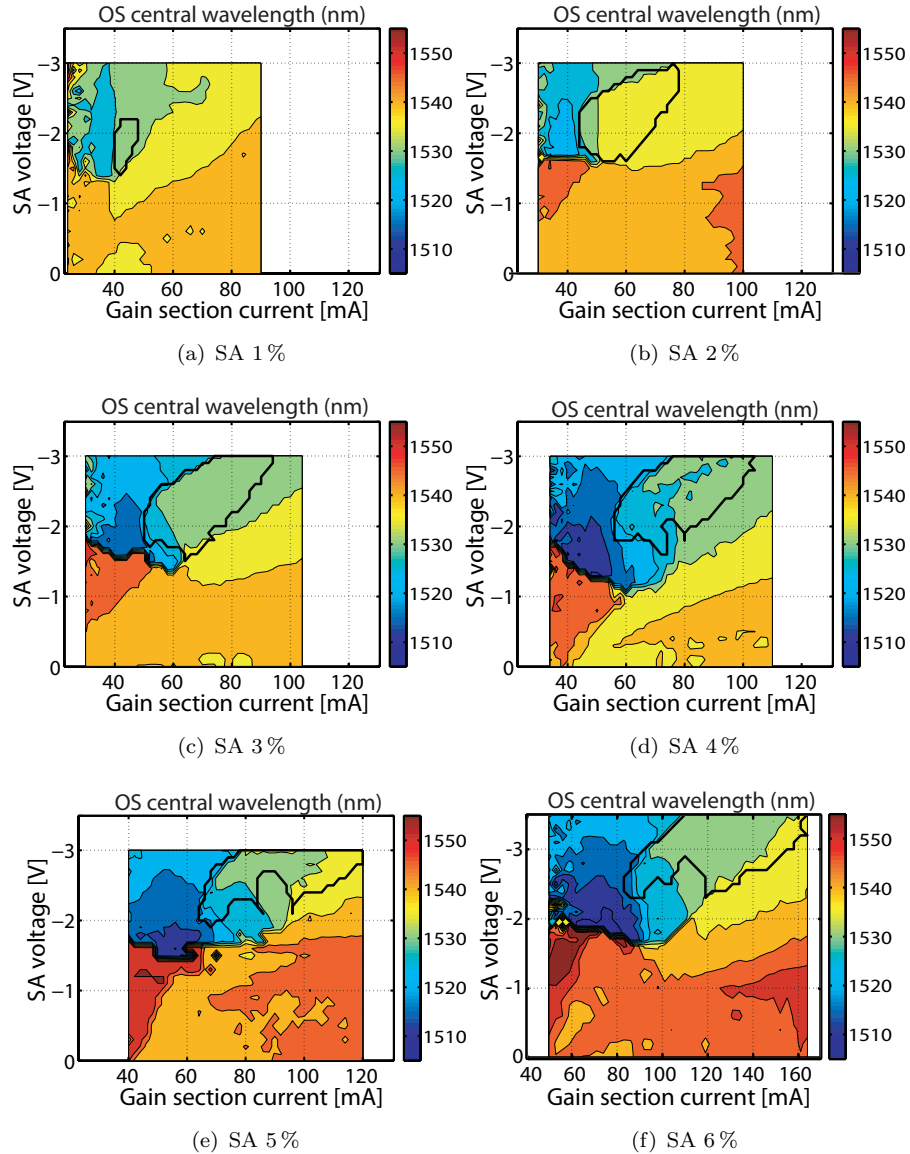 OS central wavelength (nm) OS central wavelength (nm)
SA voltage [V] −3 −2 −1 0 1550 1540 1530 1520 1510
SA voltage [V] −3 −2 −1 0 1550 1540 1530 1520 1510
40 60 80 100 120 40 60 80 100 120
Gain section current [mA] Gain section current [mA]
(a) SA 1 % (b) SA 2 %
OS central wavelength (nm) OS central wavelength (nm)
SA voltage [V] −3 −2 −1 0 1550 1540 1530 1520 1510
SA voltage [V] −3 −2 −1 0 1550 1540 1530 1520 1510
40 60 80 100 120 40 60 80 100 120
Gain section current [mA] Gain section current [mA]
(c) SA 3 % (d) SA 4 %
OS central wavelength (nm) OS central wavelength (nm)
SA voltage [V] −3 −2 −1 0 1550 1540 1530 1520 1510
SA voltage [V] −3 −2 −1 0 1550 1540 1530 1520 1510
40 60 80 100 120 40 60 80 100 120 140 160
Gain section current [mA] Gain section current [mA]
(e) SA 5 % (f) SA 6 %